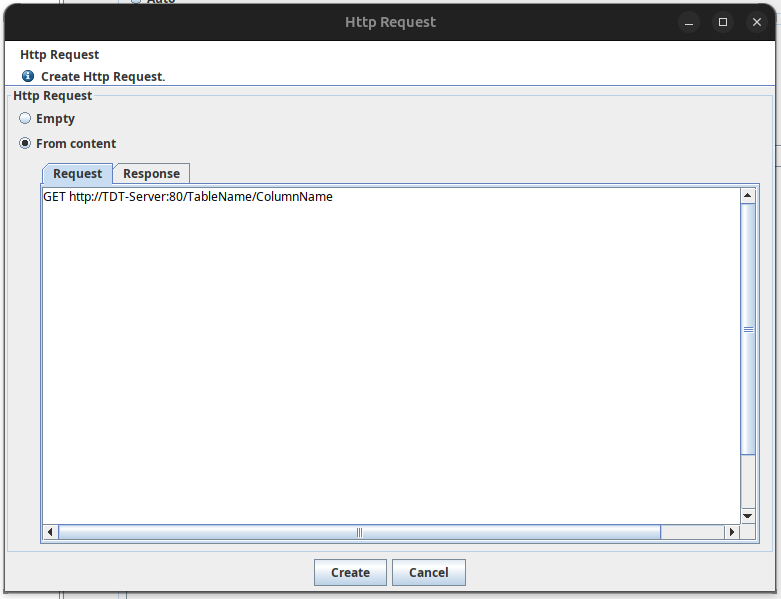 Auto
Http Request
Http Request
Create Http Request.
Http Request
Empty
From content
Request Response
GET http://TDT-Server:80/TableName/ColumnName
Create Cancel